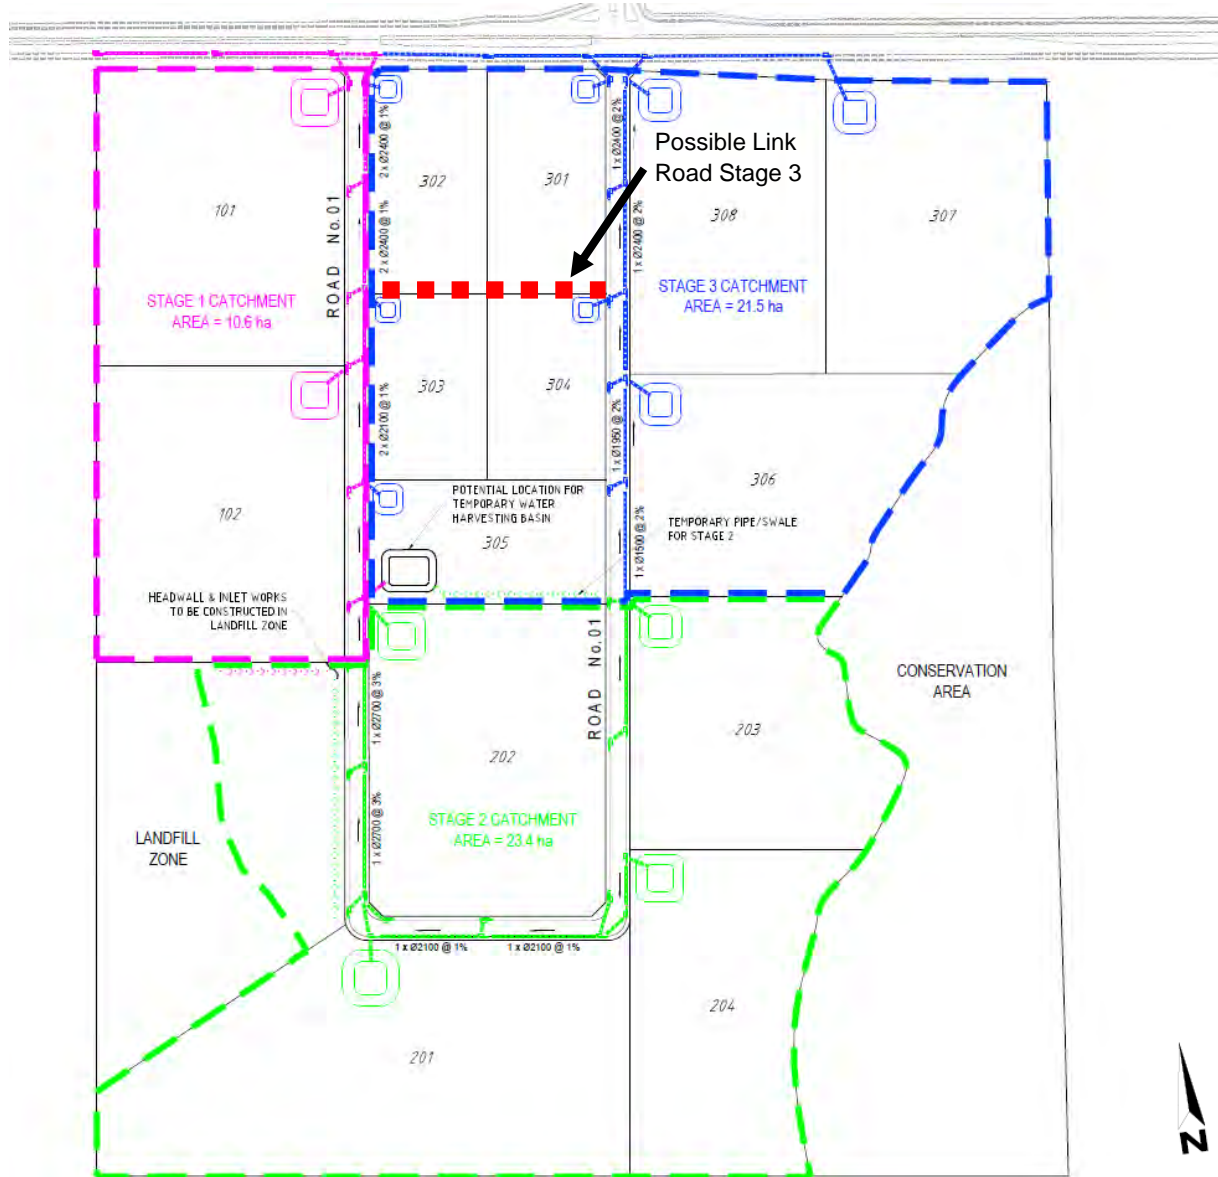 Possible Link
Road Stage 3
2 x Ø2400 @ 1%
1 x Ø2400 @ 2%
302
301
101
ROAD No.01
308
307
2 x Ø2400 @ 1%
1 x Ø2400 @ 2%
STAGE 1 CATCHMENT
AREA = 10.6 ha
STAGE 3 CATCHMENT
AREA = 21.5 ha
303
304
2 x Ø2100 @ 1%
1 x Ø1950 @ 2%
306
POTENTIAL LOCATION FOR
TEMPORARY WATER
HARVESTING BASIN
102
305
TEMPORARY PIPE/SWALE
FOR STAGE 2
1 x Ø1500 @ 2%
HEADWALL & INLET WORKS
TO BE CONSTRUCTED IN
LANDFILL ZONE
ROAD No.01
CONSERVATION
AREA
1 x Ø2700 @ 3%
203
202
1 x Ø2700 @ 3%
STAGE 2 CATCHMENT
AREA = 23.4 ha
LANDFILL
ZONE
1 x Ø2100 @ 1%
1 x Ø2100 @ 1%
204
201
N